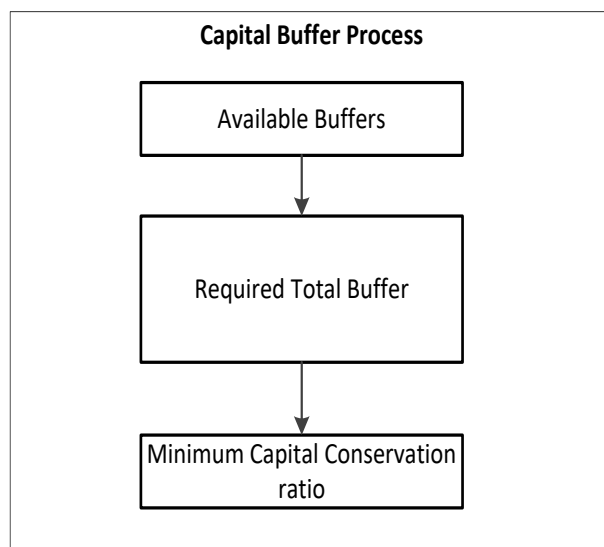 Capital Buffer Process
Available Buffers
Required Total Buffer
Minimum Capital Conservation
ratio